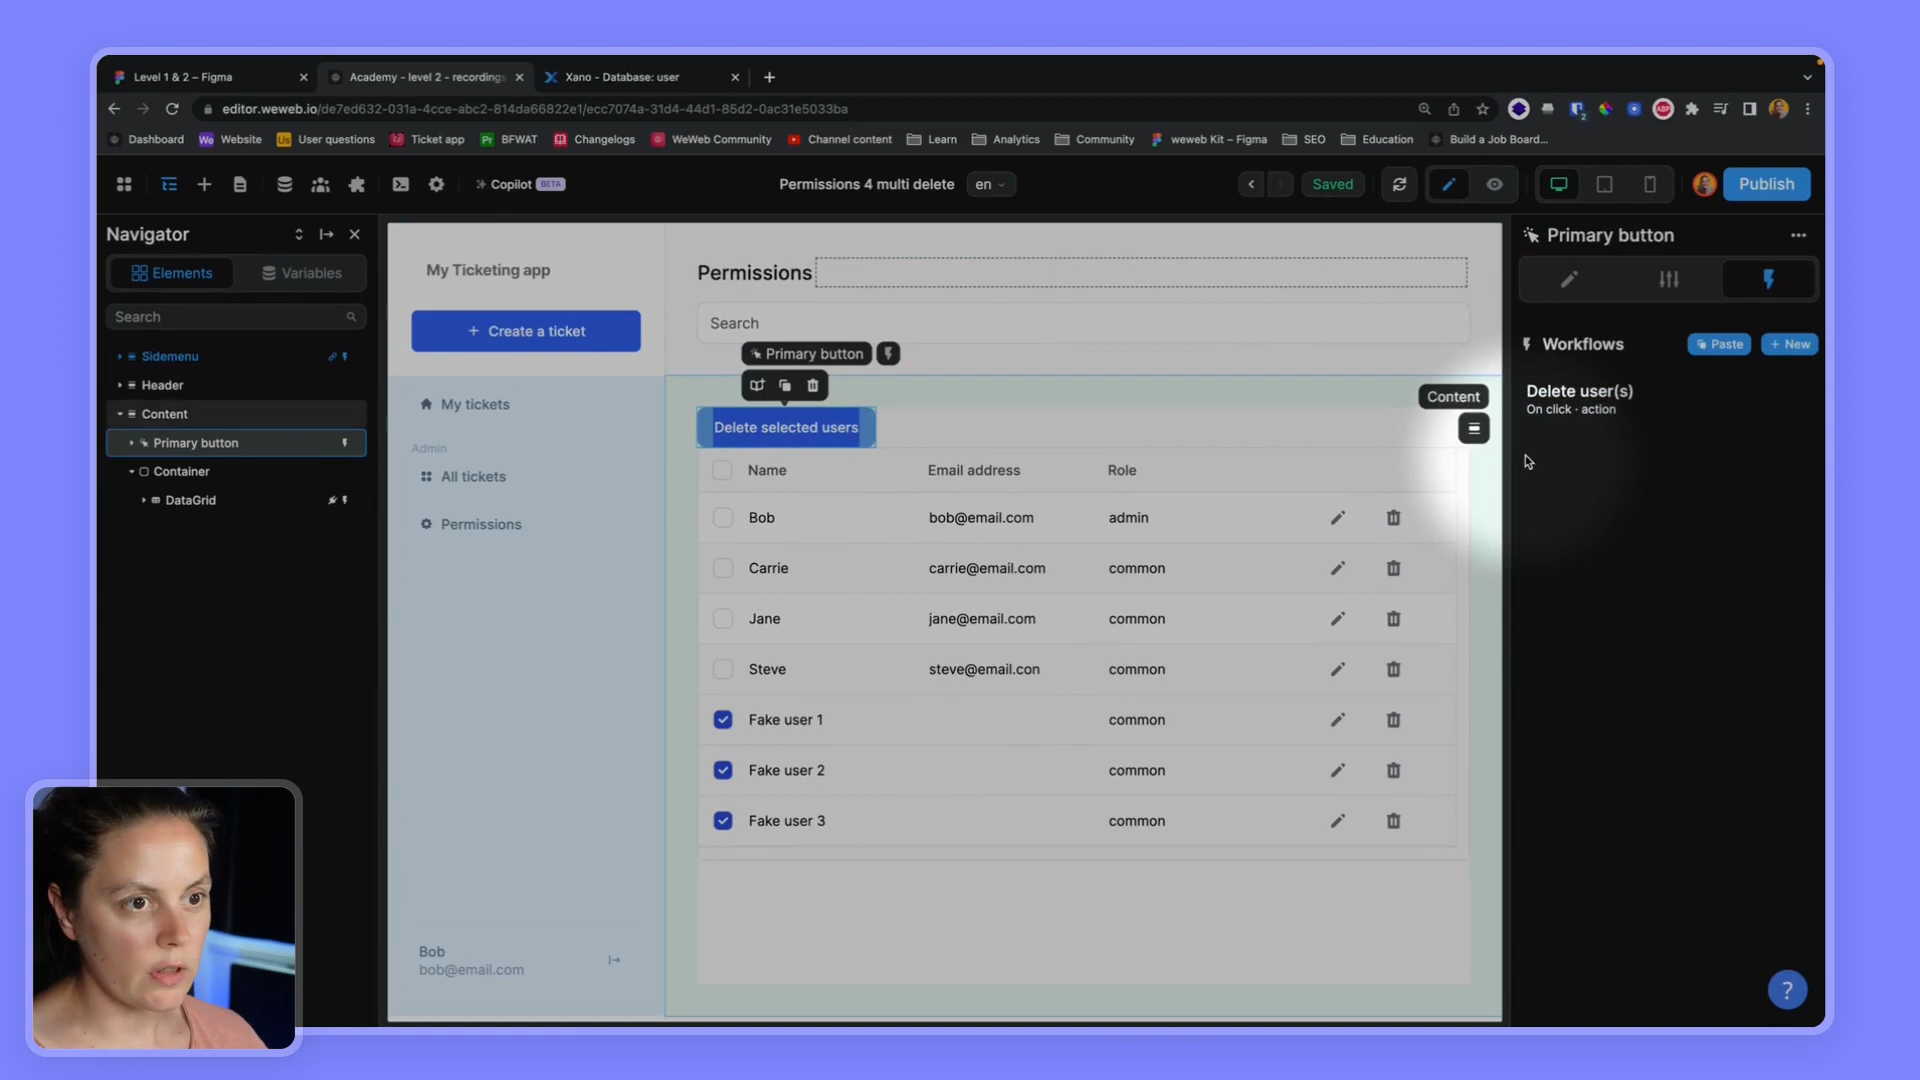 Level 1 & 2 – Figma
Academy - level 2 - recordings
Xano - Database: user
editor.weweb.io/de7ed632-031a-4cce-abc2-814da66822e1/ecc7074a-31d4-44d1-85d2-0ac31e5033ba
Dashboard
We Website
Us User questions
Ticket app
Pr BFWAT
Changelogs
WeWeb Community
Channel content
Learn
Analytics
Community
weweb Kit – Figma
SEO
Education
Build a Job Board...
Copilot BETA
Permissions 4 multi delete
en
Saved
Publish
Navigator
Elements
Variables
Search
Sidemenu
Header
Content
Primary button
Container
DataGrid
My Ticketing app
+ Create a ticket
My tickets
Admin
All tickets
Permissions
Bob
bob@email.com
Permissions
Search
Primary button
Content
Delete selected users
Name Email address Role
Bob bob@email.com admin
Carrie carrie@email.com common
Jane jane@email.com common
Steve steve@email.con common
Fake user 1 common
Fake user 2 common
Fake user 3 common
Primary button
Workflows
Paste
+ New
Delete user(s)
On click · action
?